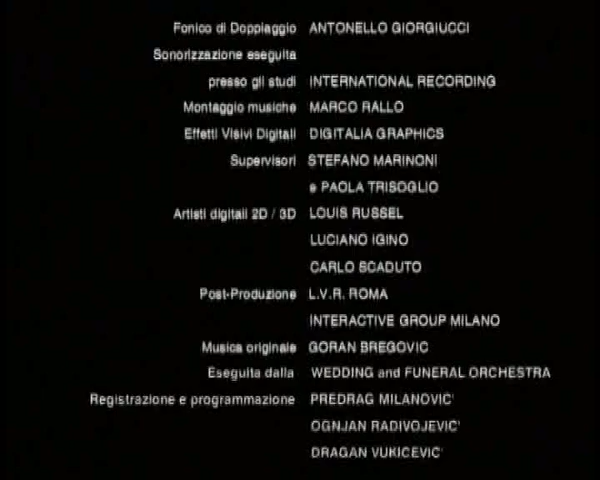 Fonico di Doppiaggio ANTONELLO GIORGIUCCI
Sonorizzazione eseguita
presso gli studi INTERNATIONAL RECORDING
Montaggio musiche MARCO RALLO
Effetti Visivi Digitali DIGITALIA GRAPHICS
Supervisori STEFANO MARINONI
e PAOLA TRISOGLIO
Artisti digitali 2D / 3D LOUIS RUSSEL
LUCIANO IGINO
CARLO SCADUTO
Post-Produzione L.V.R. ROMA
INTERACTIVE GROUP MILANO
Musica originale GORAN BREGOVIC
Eseguita dalla WEDDING and FUNERAL ORCHESTRA
Registrazione e programmazione PREDRAG MILANOVIC'
OGNJAN RADIVOJEVIC'
DRAGAN VUKICEVIC'